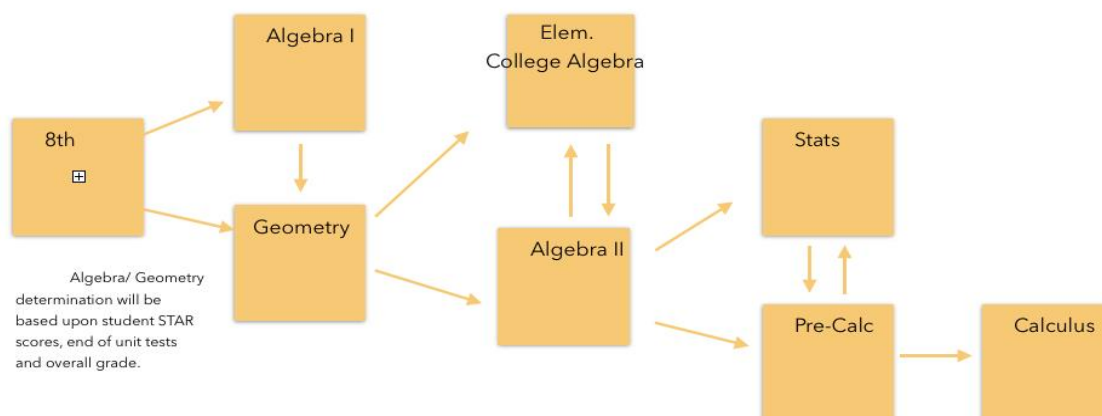 Algebra I
Elem.
College Algebra
8th
Stats
Geometry
Algebra II
Algebra/ Geometry
determination will be
based upon student STAR
scores, end of unit tests
and overall grade.
Pre-Calc
Calculus